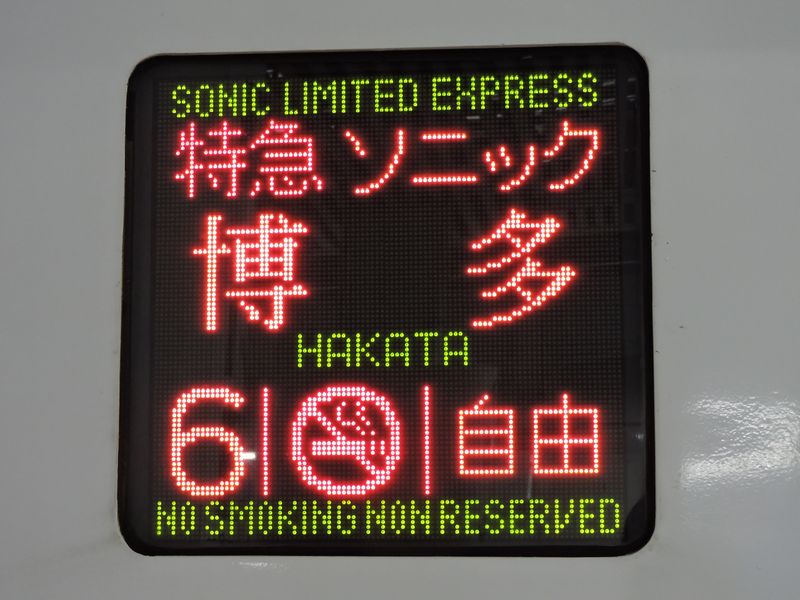 SONIC LIMITED EXPRESS
特急 ソニック
博多
HAKATA
6 自由
NO SMOKING NON RESERVED